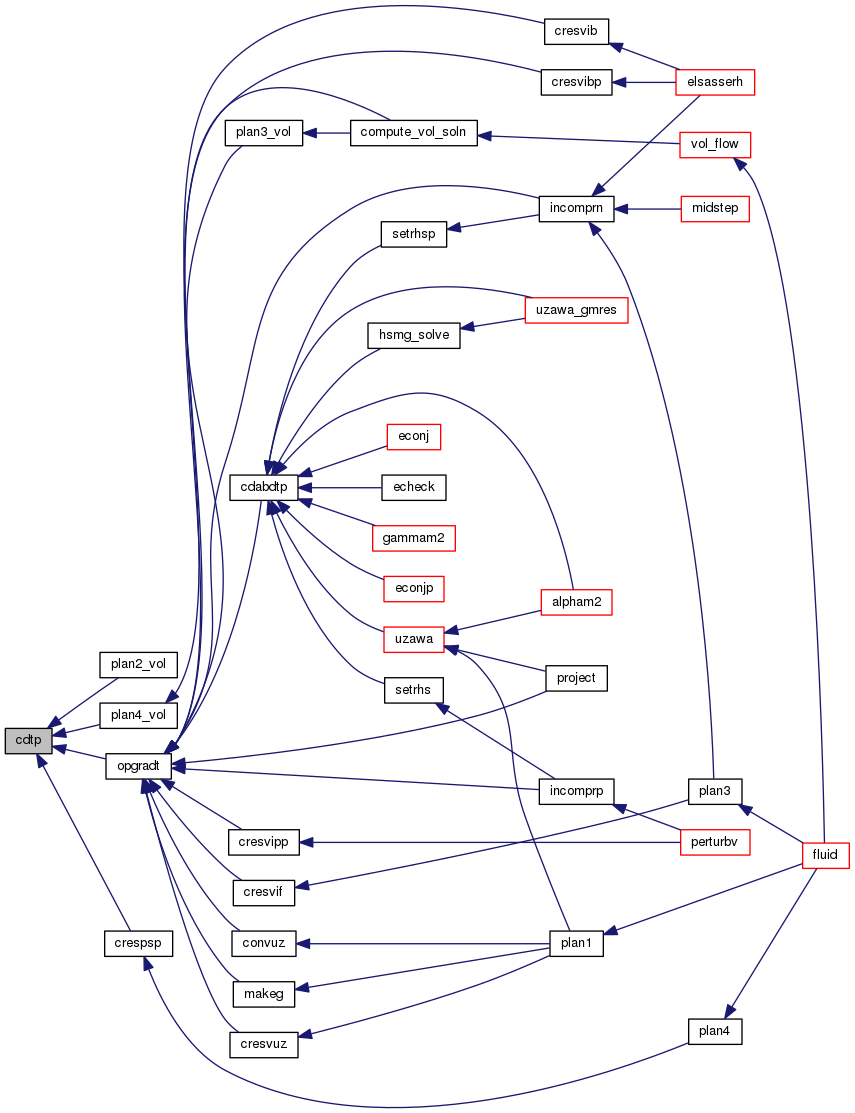 cresvib
cresvibp
elsasserh
plan3_vol
compute_vol_soln
vol_flow
incomprn
midstep
setrhsp
uzawa_gmres
hsmg_solve
econj
cdabdtp
echeck
gammam2
econjp
alpham2
uzawa
plan2_vol
project
setrhs
plan4_vol
cdtp
opgradt
incomprp
plan3
cresvipp
perturbv
fluid
cresvif
crespsp
convuz
plan1
makeg
plan4
cresvuz